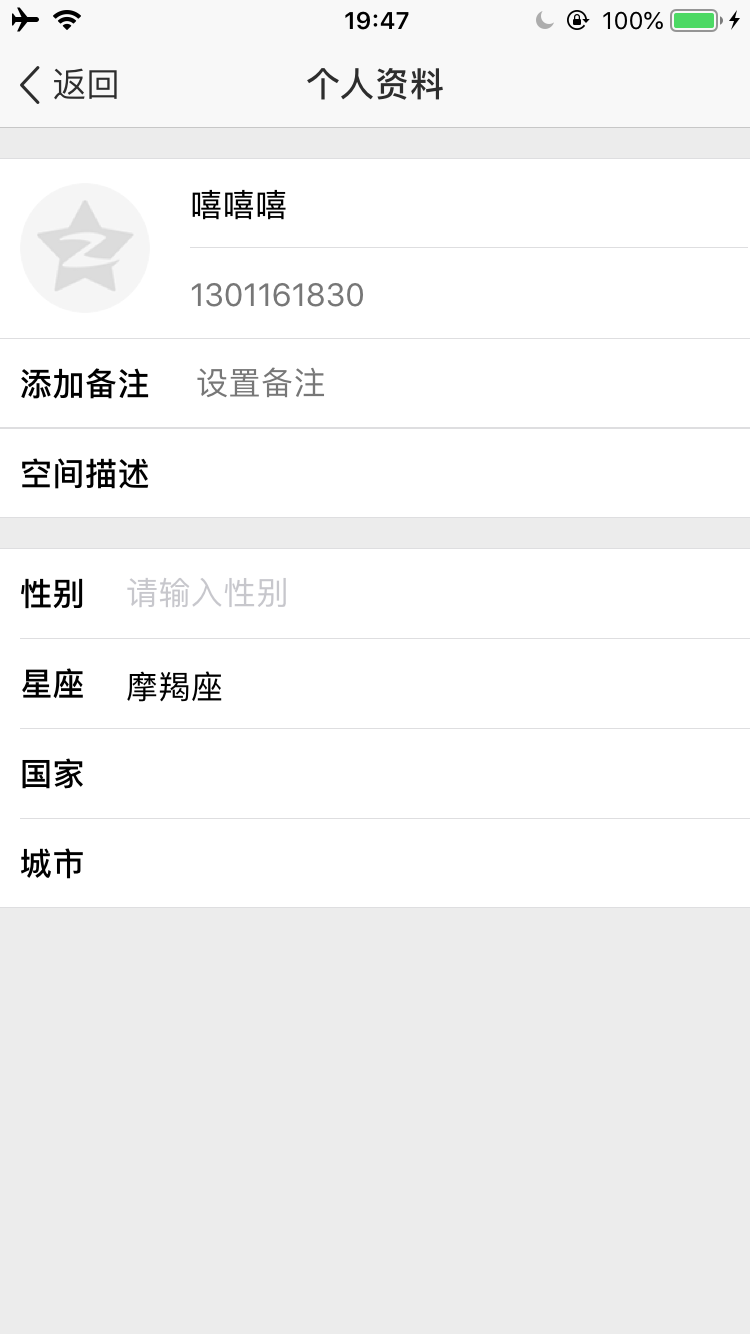 19:47
100%
返回
个人资料
嘻嘻嘻
1301161830
添加备注 设置备注
空间描述
性别 请输入性别
星座 摩羯座
国家
城市